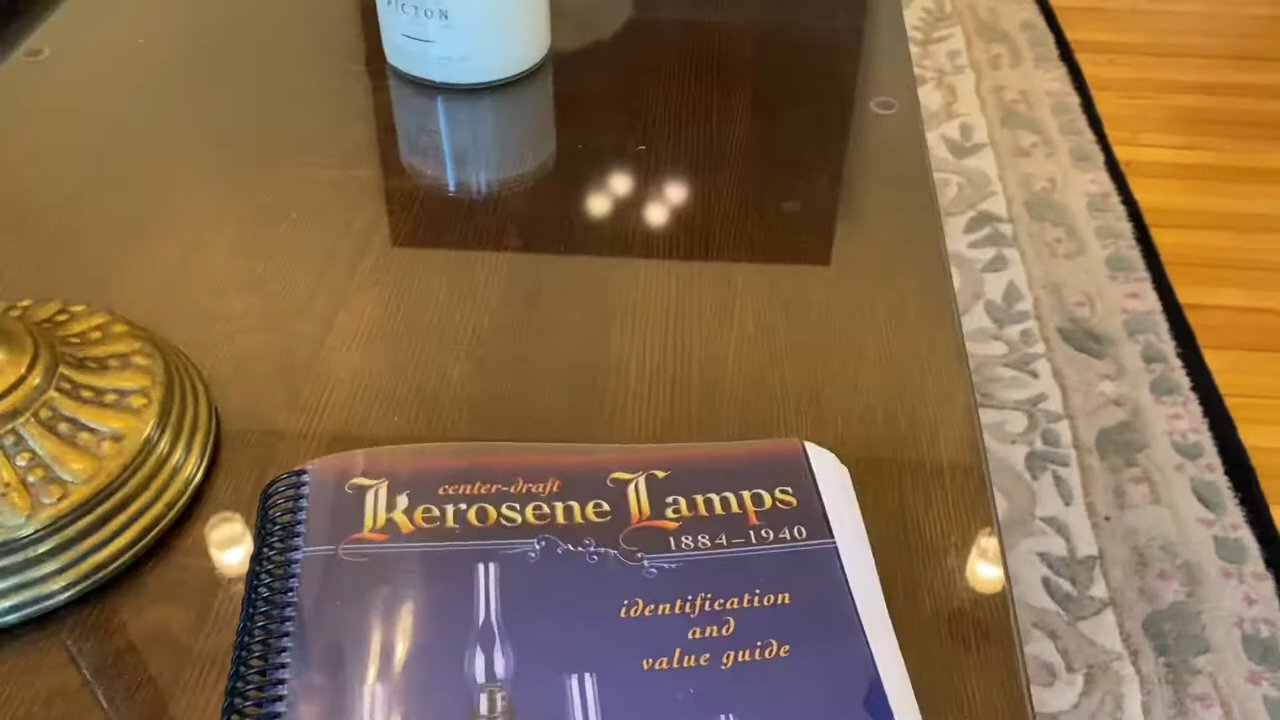 PICTON
center-draft
Kerosene Lamps
1884–1940
identification
and
value guide